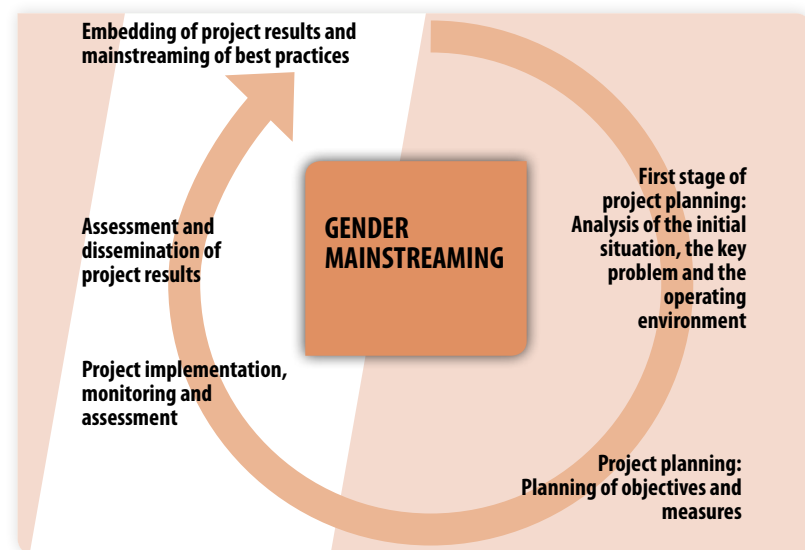 Embedding of project results and
mainstreaming of best practices
First stage of
project planning:
Analysis of the initial
situation, the key
problem and the
operating
environment
GENDER
MAINSTREAMING
Assessment and
dissemination of
project results
Project implementation,
monitoring and
assessment
Project planning:
Planning of objectives and
measures